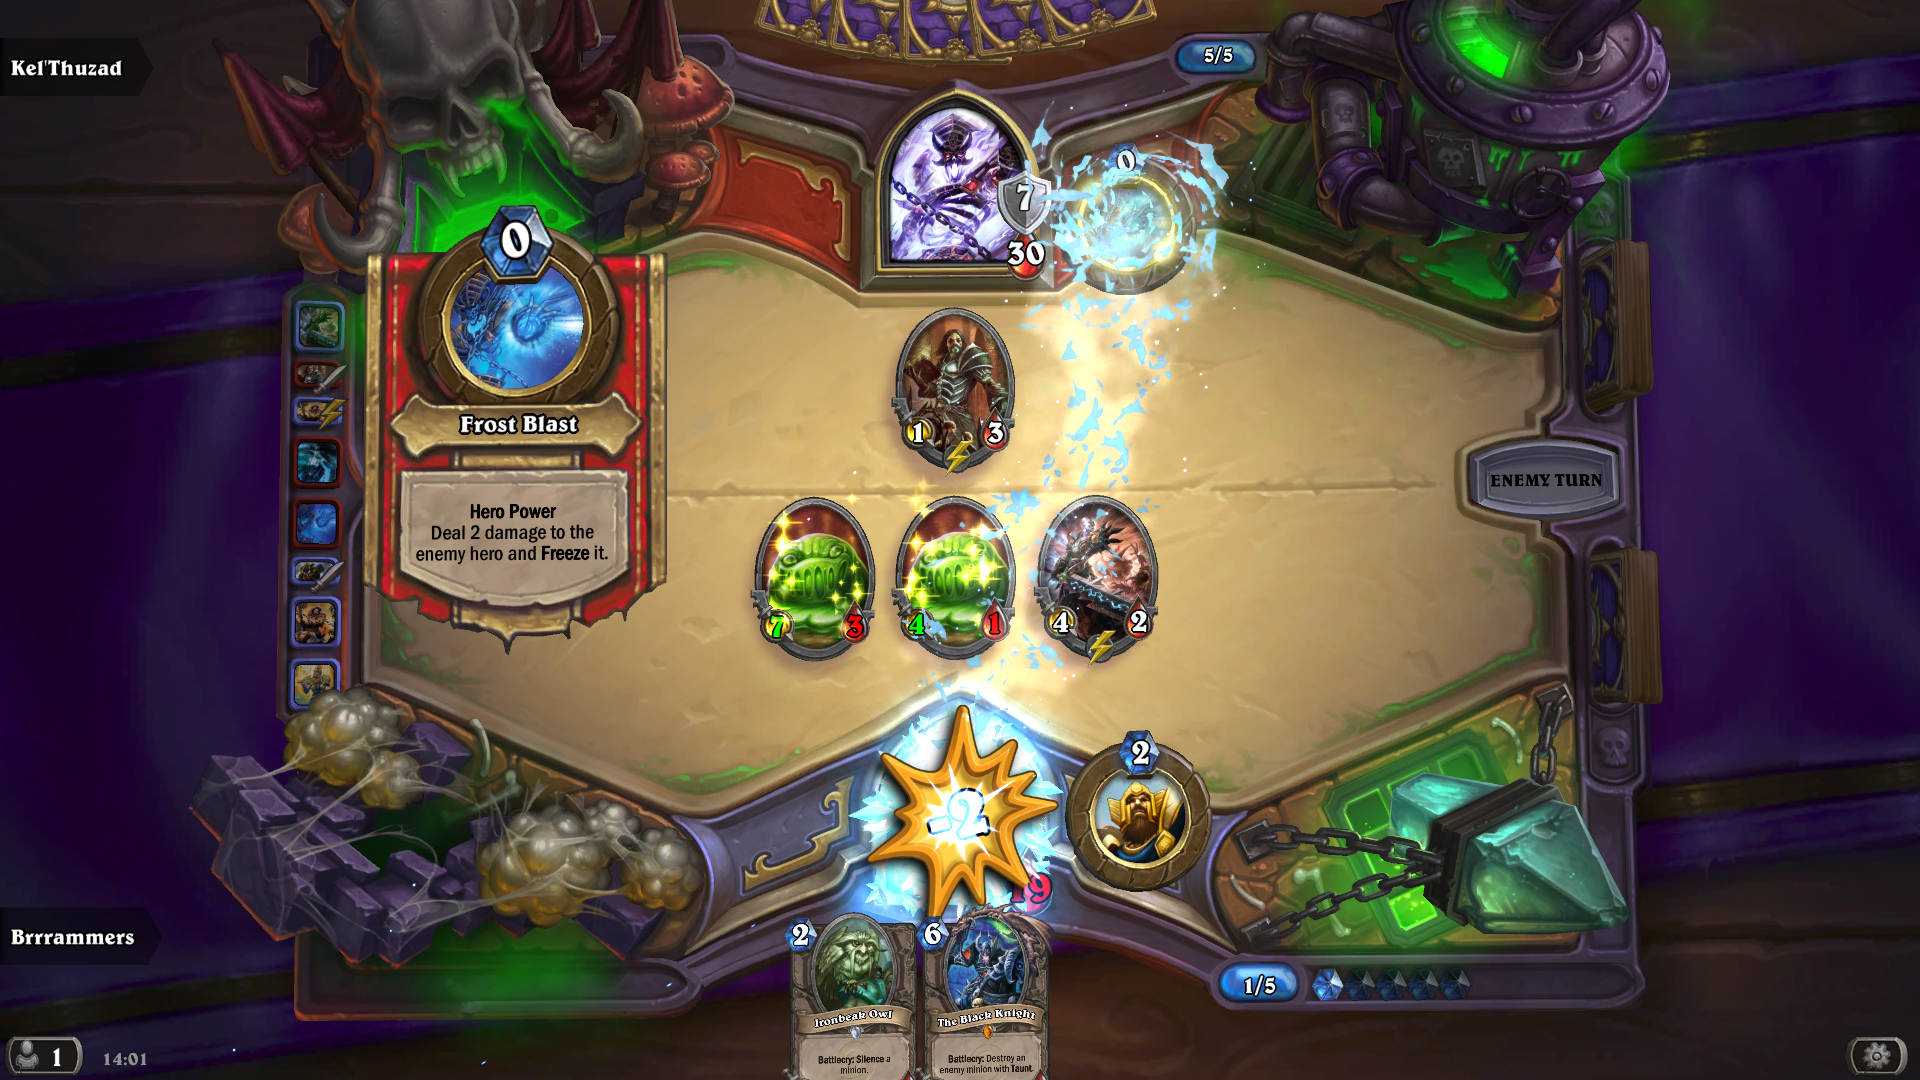 Kel'Thuzad
5/5
0
7
30
0
Frost Blast
Hero Power
Deal 2 damage to the
enemy hero and Freeze it.
1
3
ENEMY TURN
7
3
4
1
4
2
-2
19
2
Brrrammers
2
Ironbeak Owl
Battlecry: Silence a
minion.
6
The Black Knight
Battlecry: Destroy an
enemy minion with Taunt.
1/5
1
14:01